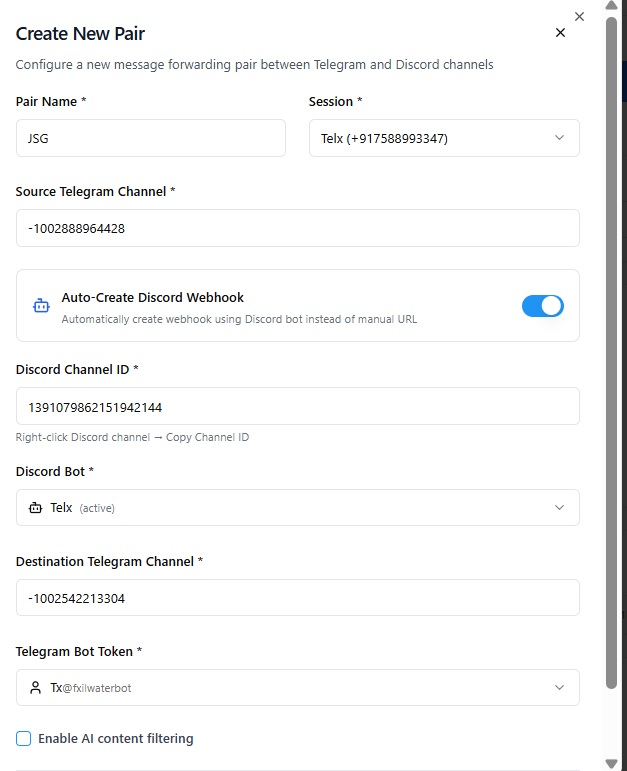 Create New Pair
Configure a new message forwarding pair between Telegram and Discord channels
Pair Name *
Session *
JSG
Telx (+917588993347)
Source Telegram Channel *
-1002888964428
Auto-Create Discord Webhook
Automatically create webhook using Discord bot instead of manual URL
Discord Channel ID *
1391079862151942144
Right-click Discord channel → Copy Channel ID
Discord Bot *
Telx (active)
Destination Telegram Channel *
-1002542213304
Telegram Bot Token *
Tx@fxilwaterbot
Enable AI content filtering